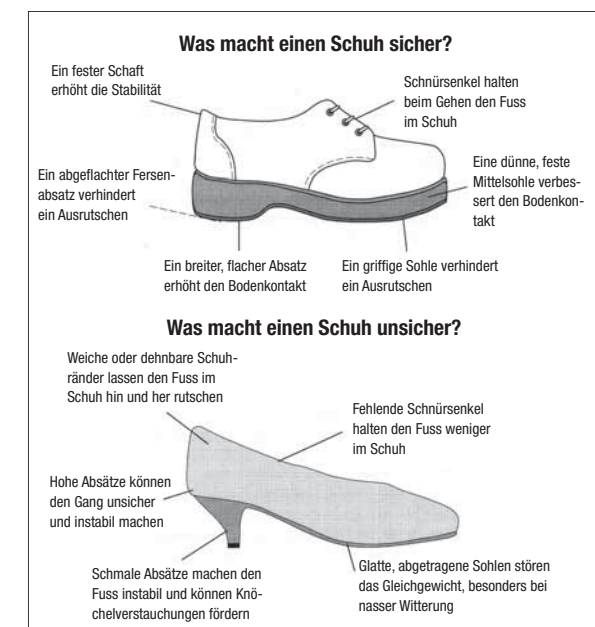 Was macht einen Schuh sicher?
Ein fester Schaft
erhöht die Stabilität
Schnürsenkel halten
beim Gehen den Fuss
im Schuh
Ein abgeflachter Fersen-
absatz verhindert
ein Ausrutschen
Eine dünne, feste
Mittelsohle verbes-
sert den Bodenkon-
takt
Ein breiter, flacher Absatz
erhöht den Bodenkontakt
Ein griffige Sohle verhindert
ein Ausrutschen
Was macht einen Schuh unsicher?
Weiche oder dehnbare Schuh-
ränder lassen den Fuss im
Schuh hin und her rutschen
Fehlende Schnürsenkel
halten den Fuss weniger
im Schuh
Hohe Absätze können
den Gang unsicher
und instabil machen
Schmale Absätze machen den
Fuss instabil und können Knö-
chelverstauchungen fördern
Glatte, abgetragene Sohlen stören
das Gleichgewicht, besonders bei
nasser Witterung